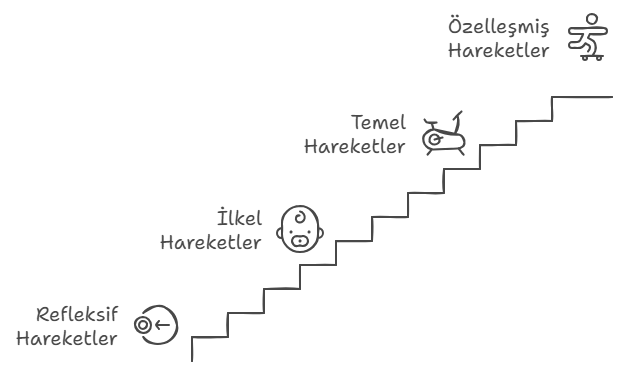 Özelleşmiş
Hareketler
Temel
Hareketler
İlkel
Hareketler
Refleksif
Hareketler